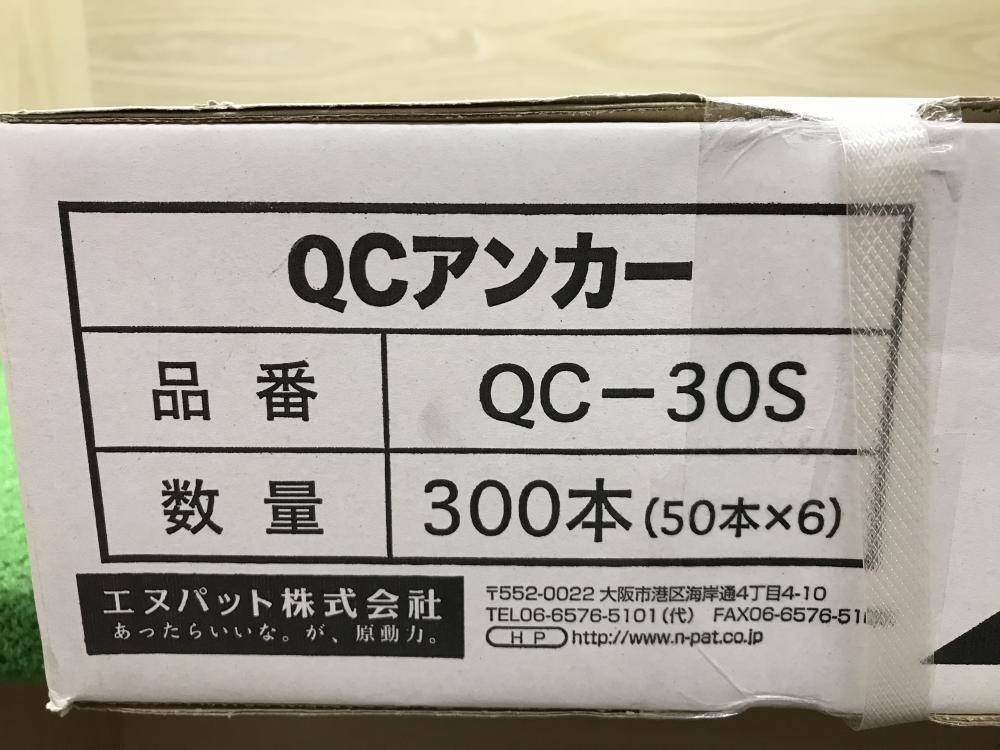 QCアンカー
品番 QC-30S
数量 300本(50本×6)
エヌパット株式会社
あったらいいな。が、原動力。
〒552-0022 大阪市港区海岸通4丁目4-10
TEL06-6576-5101(代) FAX06-6576-51
HP http://www.n-pat.co.jp